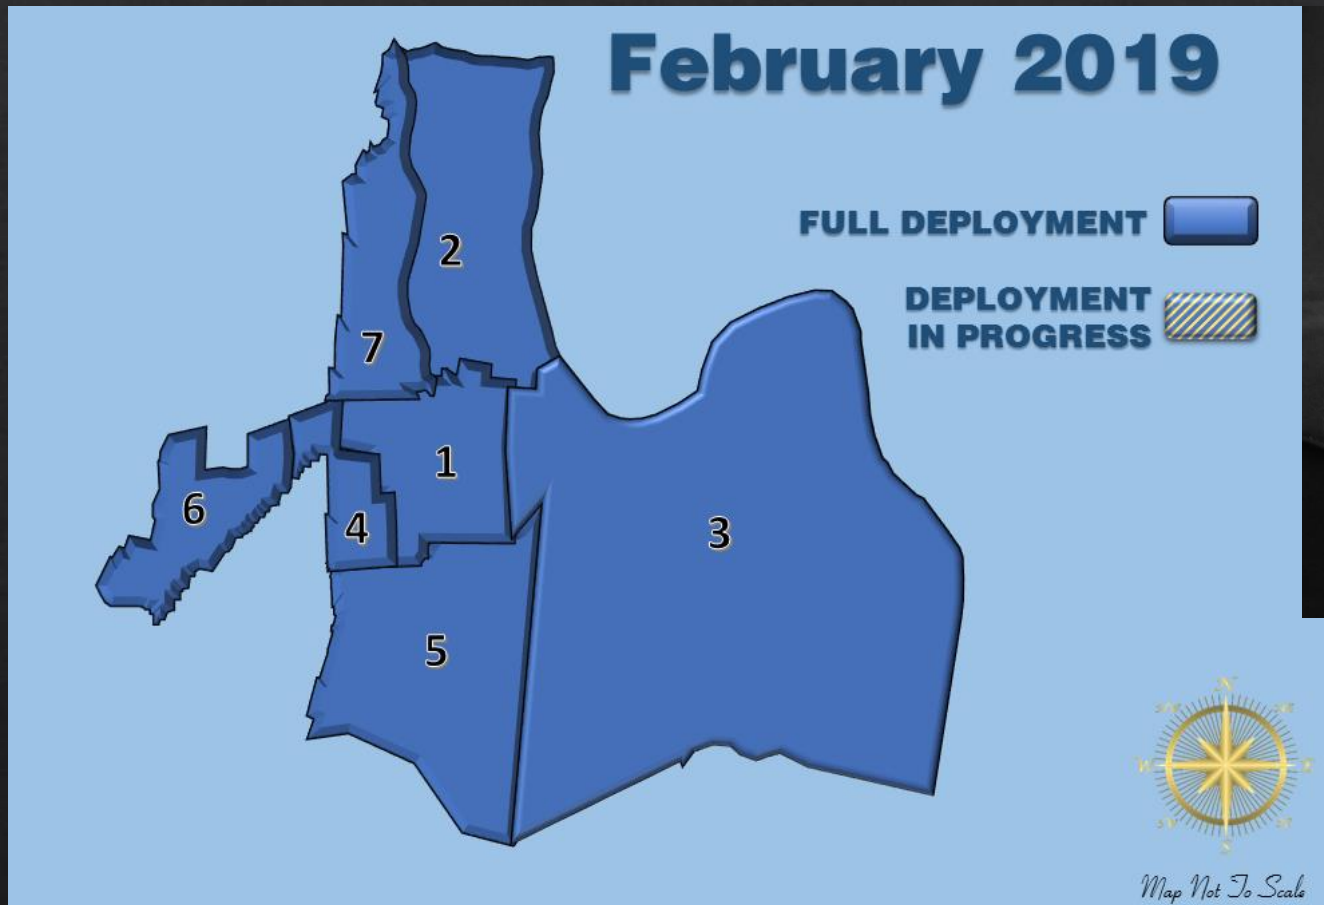 February 2019
FULL DEPLOYMENT
DEPLOYMENT
IN PROGRESS
2
7
1
6
4
3
5
N
W
E
S
Map Not To Scale